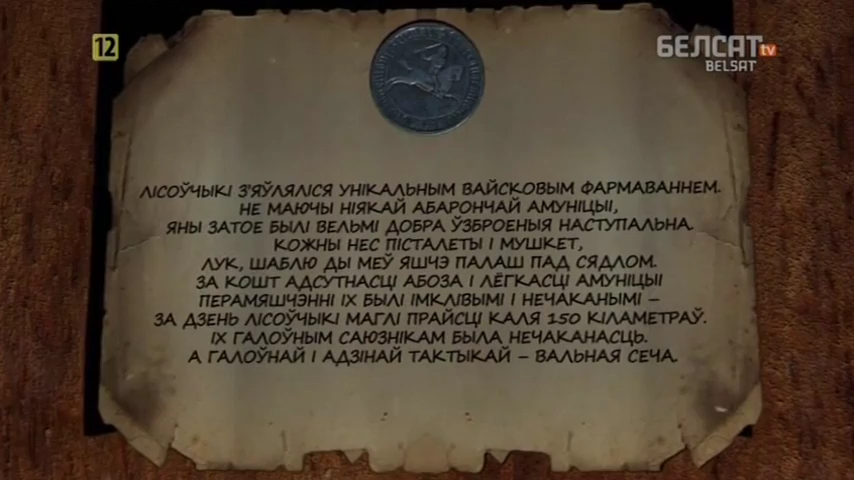 12
БЕЛСАТ tv
BELSAT
ЛІСОЎЧЫКІ З'ЯЎЛЯЛІСЯ УНІКАЛЬНЫМ ВАЙСКОВЫМ ФАРМАВАННЕМ.
НЕ МАЮЧЫ НІЯКАЙ АБАРОНЧАЙ АМУНІЦЫІ,
ЯНЫ ЗАТОЕ БЫЛІ ВЕЛЬМІ ДОБРА ЎЗБРОЕНЫЯ НАСТУПАЛЬНА.
КОЖНЫ НЕС ПІСТАЛЕТЫ І МУШКЕТ,
ЛУК, ШАБЛЮ ДЫ МЕЎ ЯШЧЭ ПАЛАШ ПАД СЯДЛОМ.
ЗА КОШТ АДСУТНАСЦІ АБОЗА І ЛЁГКАСЦІ АМУНІЦЫІ
ПЕРАМЯШЧЭННІ ІХ БЫЛІ ІМКЛІВЫМІ І НЕЧАКАНЫМІ –
ЗА ДЗЕНЬ ЛІСОЎЧЫКІ МАГЛІ ПРАЙСЦІ КАЛЯ 150 КІЛАМЕТРАЎ.
ІХ ГАЛОЎНЫМ САЮЗНІКАМ БЫЛА НЕЧАКАНАСЦЬ.
А ГАЛОЎНАЙ І АДЗІНАЙ ТАКТЫКАЙ – ВАЛЬНАЯ СЕЧА.